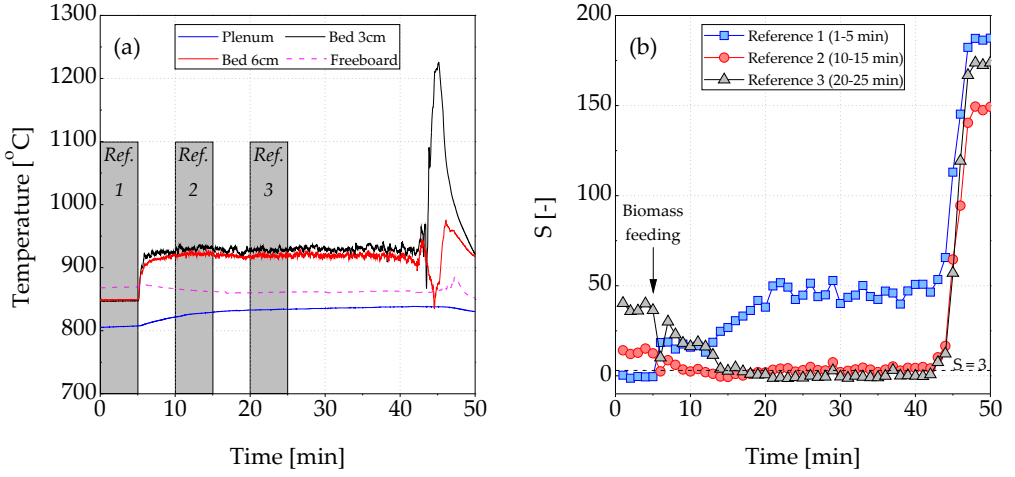 (a)
Plenum
Bed 3cm
Bed 6cm
Freeboard
1300
1200
1100
1000
900
800
700
Temperature [°C]
Ref.
1
Ref.
2
Ref.
3
0
10
20
30
40
50
Time [min]
(b)
Reference 1 (1-5 min)
Reference 2 (10-15 min)
Reference 3 (20-25 min)
200
150
100
50
0
S [-]
Biomass
feeding
S = 3
0
10
20
30
40
50
Time [min]